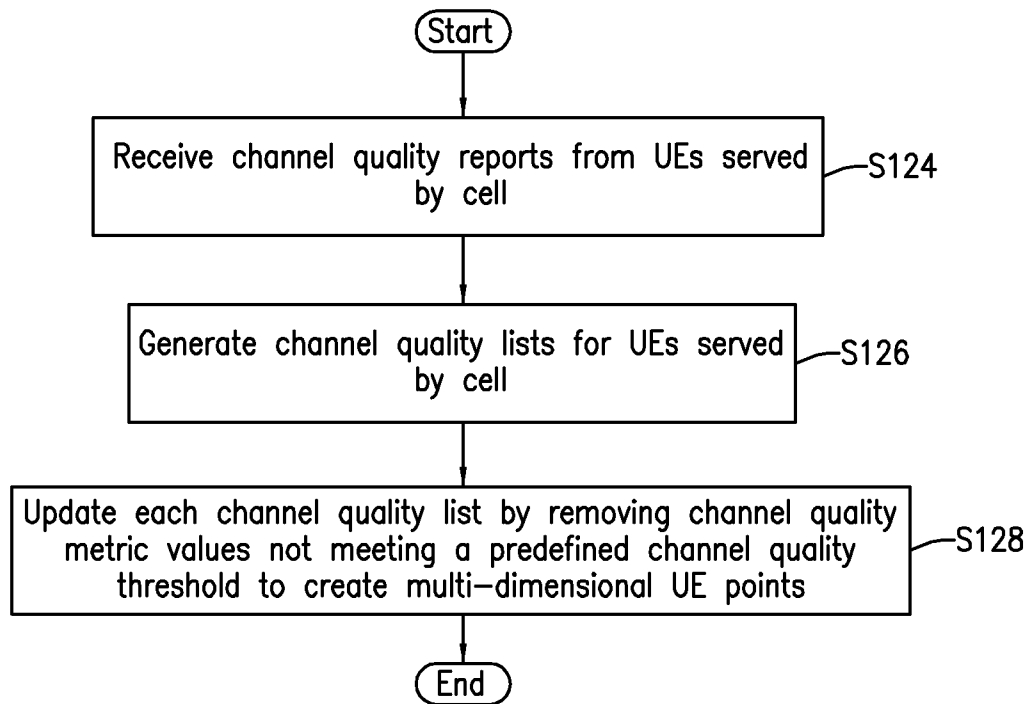 Start
Receive channel quality reports from UEs served
by cell
S124
Generate channel quality lists for UEs served
by cell
S126
Update each channel quality list by removing channel quality
metric values not meeting a predefined channel quality
threshold to create multi-dimensional UE points
S128
End